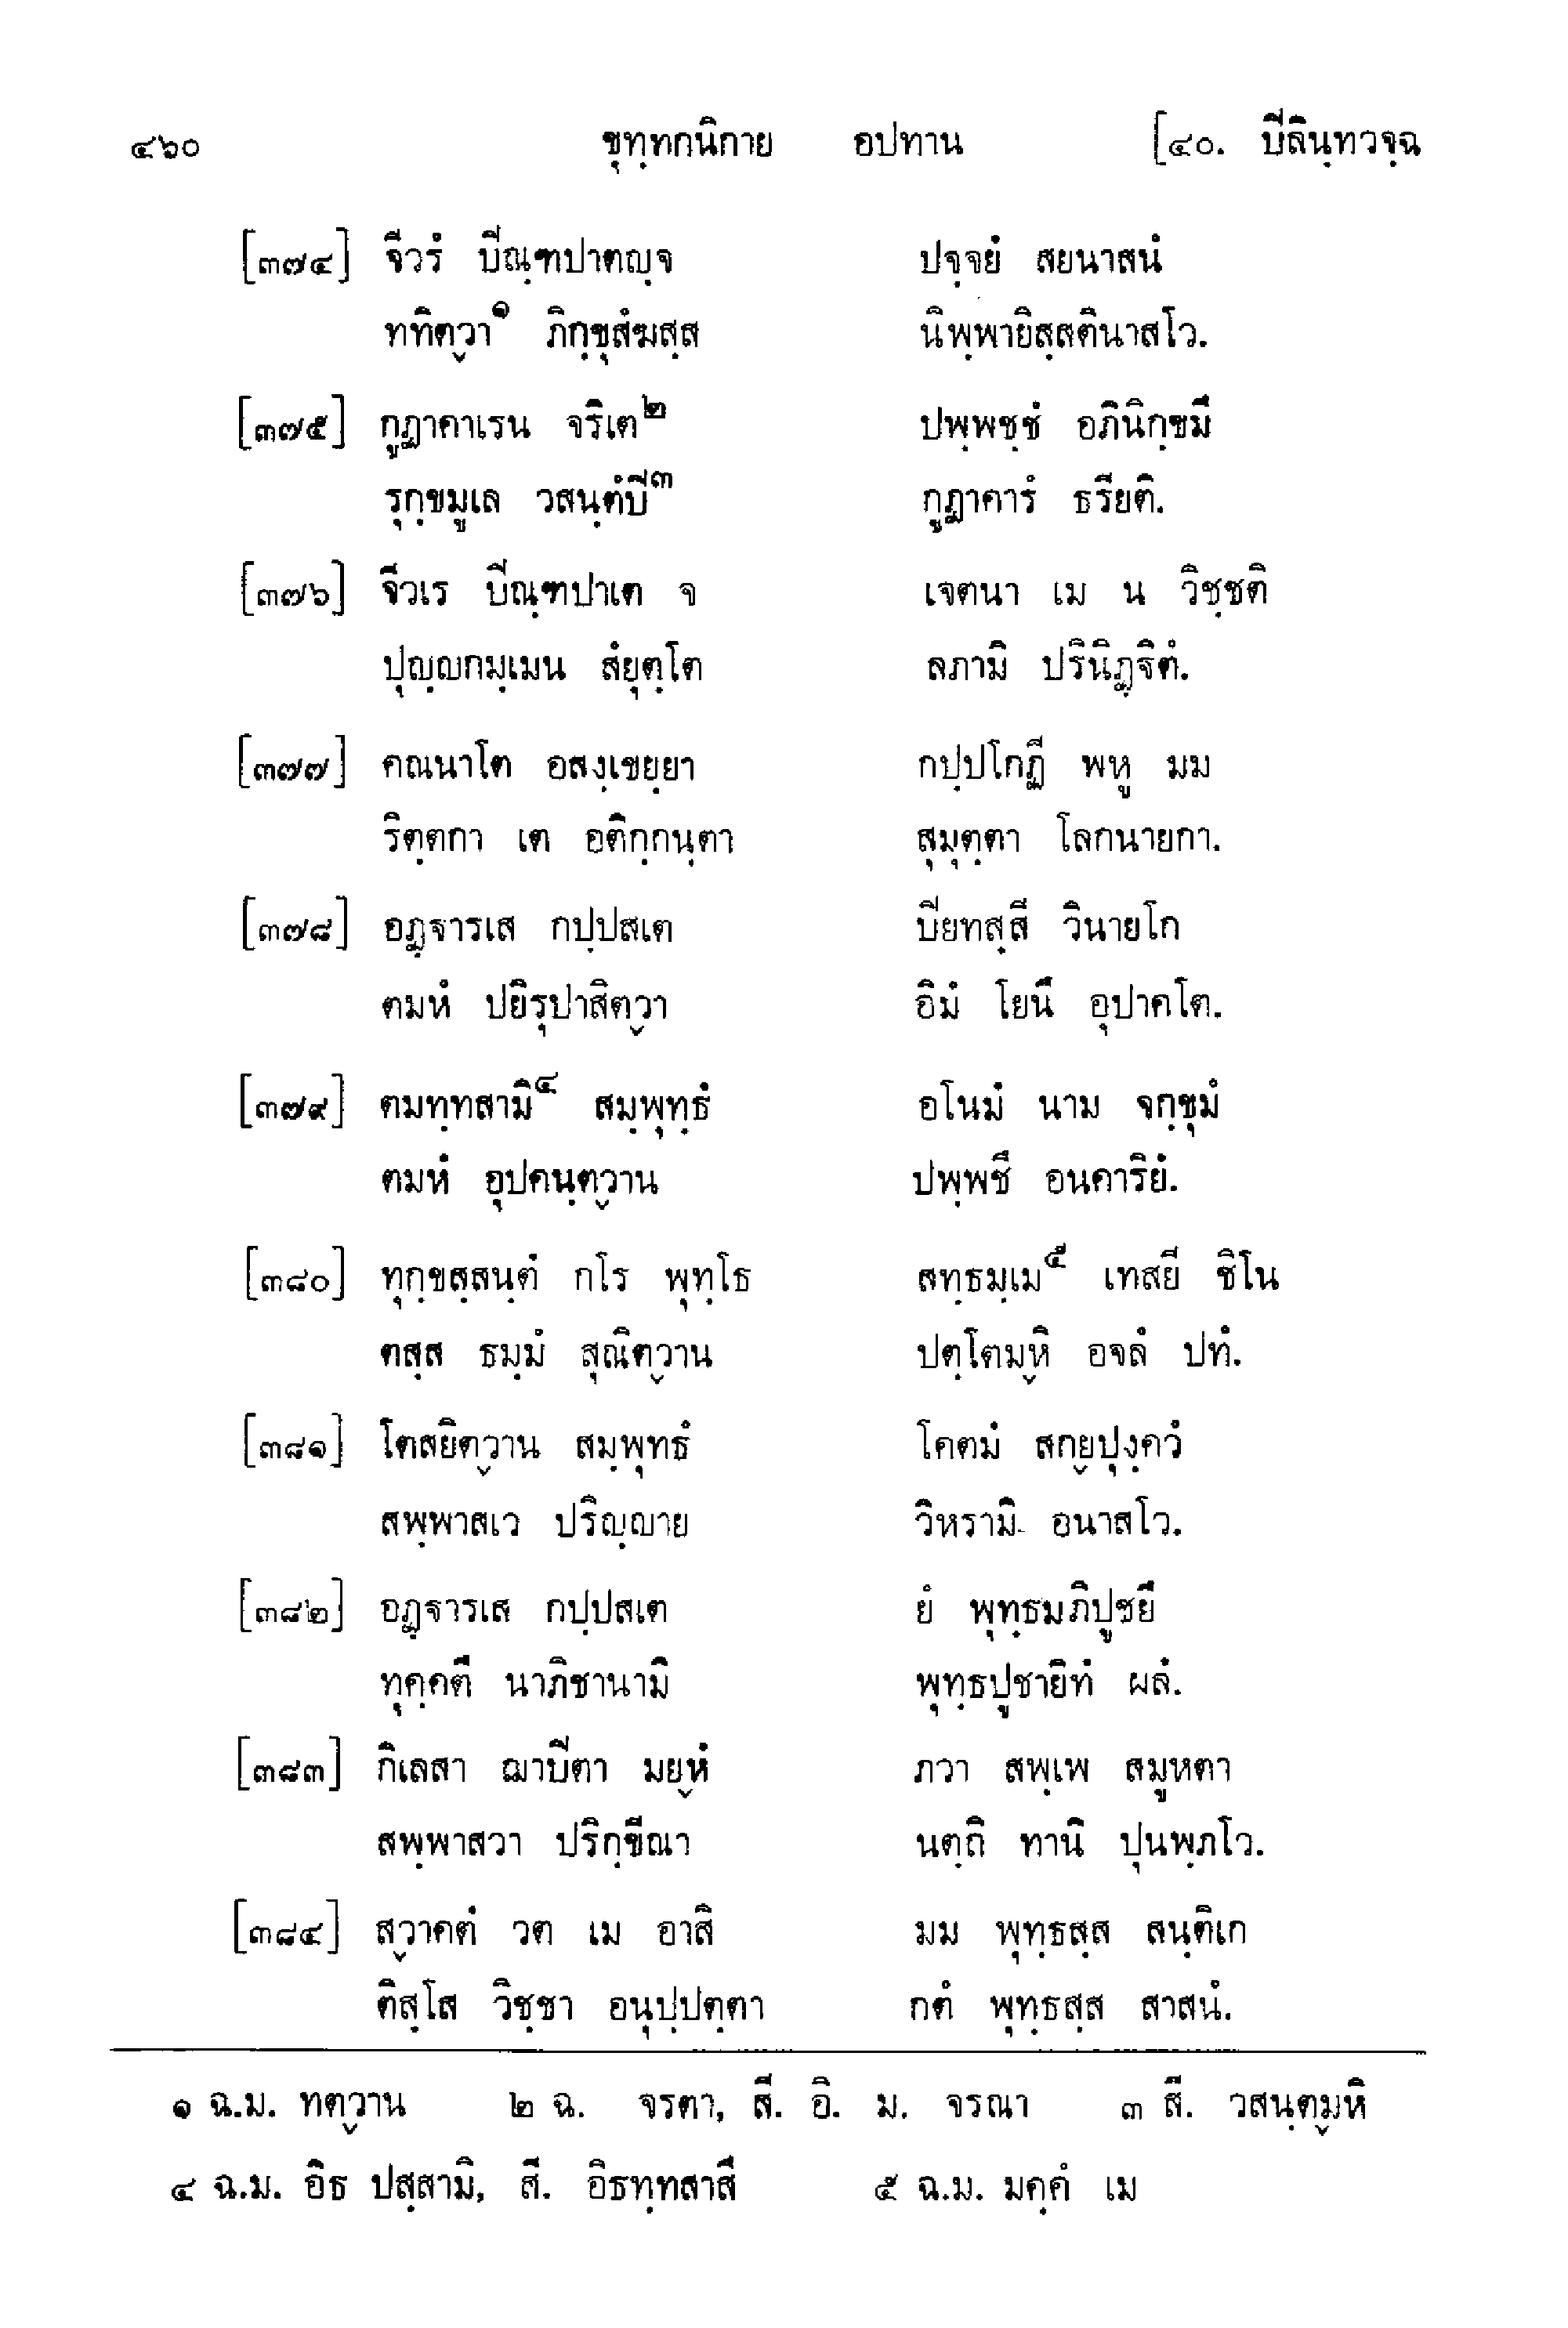 ๔๖๐ ขุทฺทกนิกาย อปทาน [๔๐. ปีลินฺทวจฺฉ
[๓๗๔] จีวรํ ปิณฺฑปาตญฺจ ปจฺจยํ สยนาสนํ
ททิตฺวา๑ ภิกฺขุสํฆสฺส นิพฺพายิสฺสตินาสโว.
[๓๗๕] กูฏาคาเรน จริเต๒ ปพฺพชฺชํ อภินิกฺขมึ
รุกฺขมูเล วสนฺตํปิ๓ กูฏาคารํ ธรียติ.
[๓๗๖] จีวเร ปิณฺฑปาเต จ เจตนา เม น วิชฺชติ
ปุญฺญกมฺเมน สํยุตฺโต ลภามิ ปรินิฏฺฐิตํ.
[๓๗๗] คณนาโต อสงฺเขยฺยา กปฺปโกฏี พหู มม
ริตฺตกา เต อติกฺกนฺตา สุมุตฺตา โลกนายกา.
[๓๗๘] อฏฺฐารเส กปฺปสเต ปิยทสฺสี วินายโก
ตมหํ ปยิรุปาสิตฺวา อิมํ โยนึ อุปาคโต.
[๓๗๙] ตมทฺทสามิ๔ สมฺพุทฺธํ อโนมํ นาม จกฺขุมํ
ตมหํ อุปคนฺตฺวาน ปพฺพชึ อนคาริยํ.
[๓๘๐] ทุกฺขสฺสนฺตํ กโร พุทฺโธ สทฺธมฺเม๕ เทสยี ชิโน
ตสฺส ธมฺมํ สุณิตฺวาน ปตฺโตมฺหิ อจลํ ปทํ.
[๓๘๑] โตสยิตฺวาน สมฺพุทธํ โคตมํ สกฺยปุงฺควํ
สพฺพาสเว ปริญฺญาย วิหรามิ อนาสโว.
[๓๘๒] อฏฺฐารเส กปฺปสเต ยํ พุทฺธมภิปูชยึ
ทุคฺคตึ นาภิชานามิ พุทฺธปูชายิทํ ผลํ.
[๓๘๓] กิเลสา ฌาปิตา มยฺหํ ภวา สพฺเพ สมูหตา
สพฺพาสวา ปริกฺขีณา นตฺถิ ทานิ ปุนพฺภโว.
[๓๘๔] สฺวาคตํ วต เม อาสิ มม พุทฺธสฺส สนฺติเก
ติสฺโส วิชฺชา อนุปฺปตฺตา กตํ พุทฺธสฺส สาสนํ.
๑ ฉ.ม. ทตฺวาน ๒ ฉ. จรตา, สี. อิ. ม. จรณา ๓ สี. วสนฺตมฺหิ
๔ ฉ.ม. อิธ ปสฺสามิ, สี. อิธทฺทสาสึ ๕ ฉ.ม. มคฺคํ เม